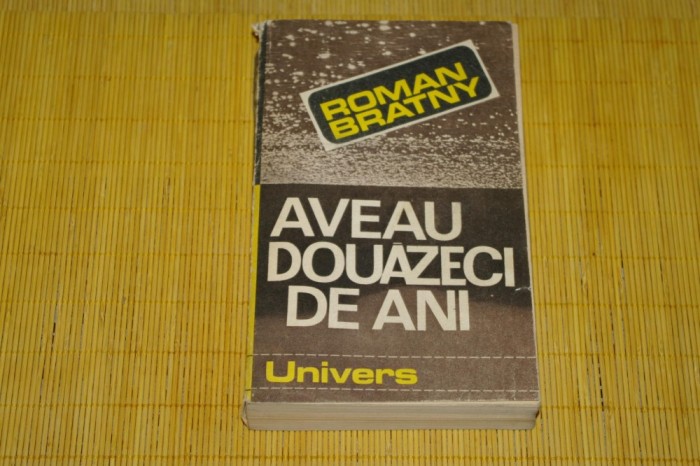 ROMAN
BRATNY
AVEAU
DOUĂZECI
DE ANI
Univers